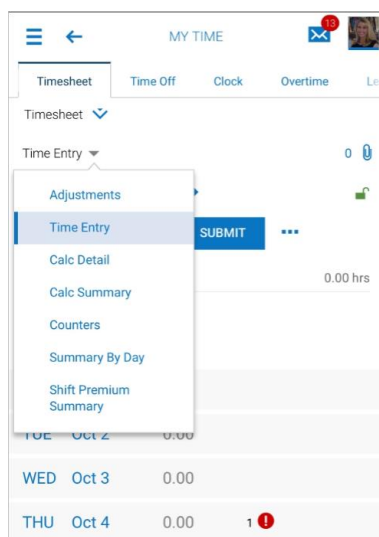 13
MY TIME
Timesheet Time Off Clock Overtime Le
Timesheet
Time Entry 0
Adjustments
Time Entry
SUBMIT
Calc Detail
0.00 hrs
Calc Summary
Counters
Summary By Day
Shift Premium
Summary
TUE Oct 2 0.00
WED Oct 3 0.00
THU Oct 4 0.00 1